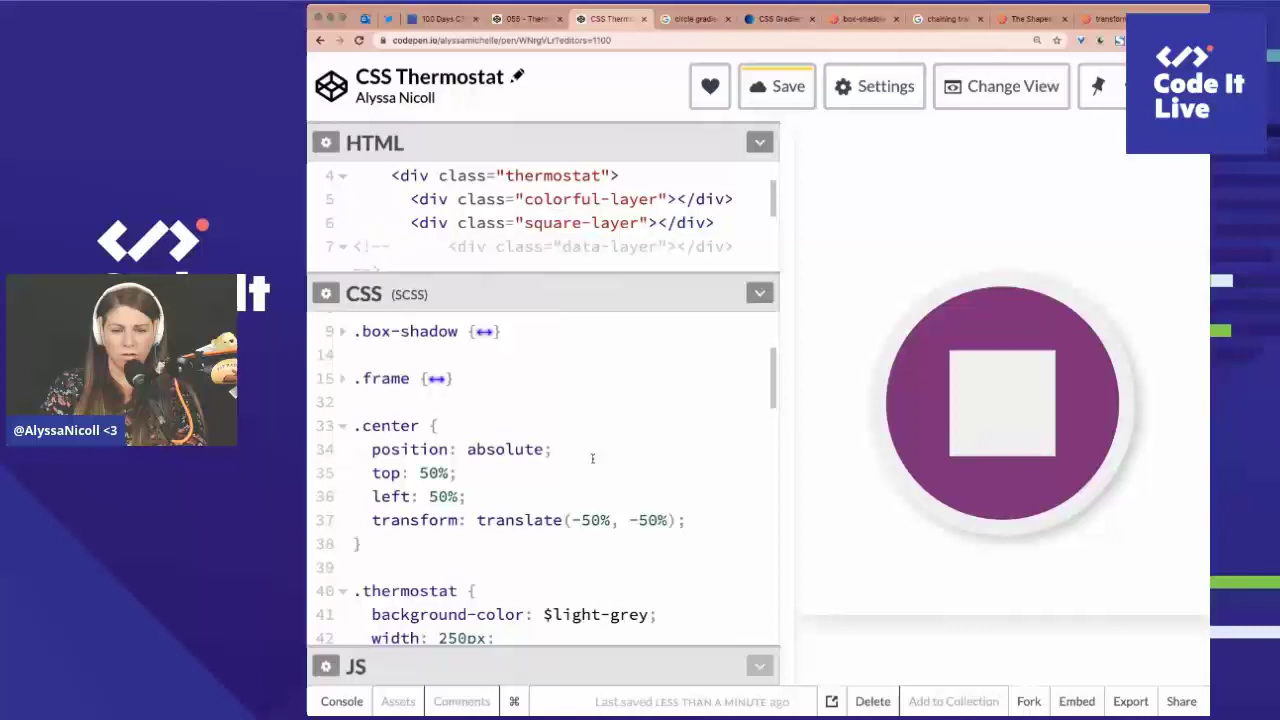 100 Days C
055 - Therm
CSS Therm
circle gradie
CSS Gradien
box-shadow
chaining tra
The Shapes
transform
codepen.io/alyssamichelle/pen/WNrgVLr?editors=1100
CSS Thermostat
Alyssa Nicoll
Save
Settings
Change View
Code It
Live
HTML
4 <div class="thermostat">
5 <div class="colorful-layer"></div>
6 <div class="square-layer"></div>
7 <!-- <div class="data-layer"></div>
-->
CSS (SCSS)
9 .box-shadow {↔}
14
15 .frame {↔}
32
33 .center {
34 position: absolute;
35 top: 50%;
36 left: 50%;
37 transform: translate(-50%, -50%);
38 }
39
40 .thermostat {
41 background-color: $light-grey;
42 width: 250px;
JS
@AlyssaNicoll <3
Console
Assets
Comments
⌘
Last saved LESS THAN A MINUTE ago
Delete
Add to Collection
Fork
Embed
Export
Share